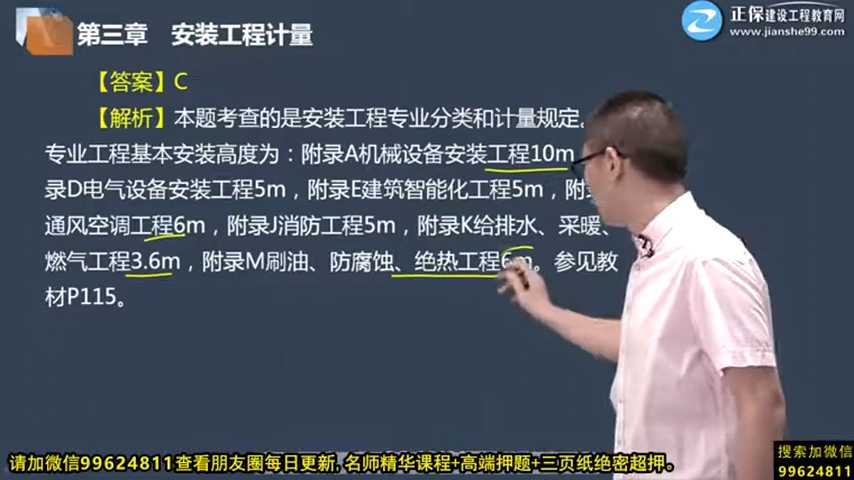 第三章 安装工程计量
正保建设工程教育网
www.jianshe99.com
【答案】C
【解析】本题考查的是安装工程专业分类和计量规定。
专业工程基本安装高度为：附录A机械设备安装工程10m
录D电气设备安装工程5m，附录E建筑智能化工程5m，附
通风空调工程6m，附录J消防工程5m，附录K给排水、采暖、
燃气工程3.6m，附录M刷油、防腐蚀、绝热工程6m。参见教
材P115。
请加微信99624811查看朋友圈每日更新,名师精华课程+高端押题+三页纸绝密超押。
搜索加微信
99624811